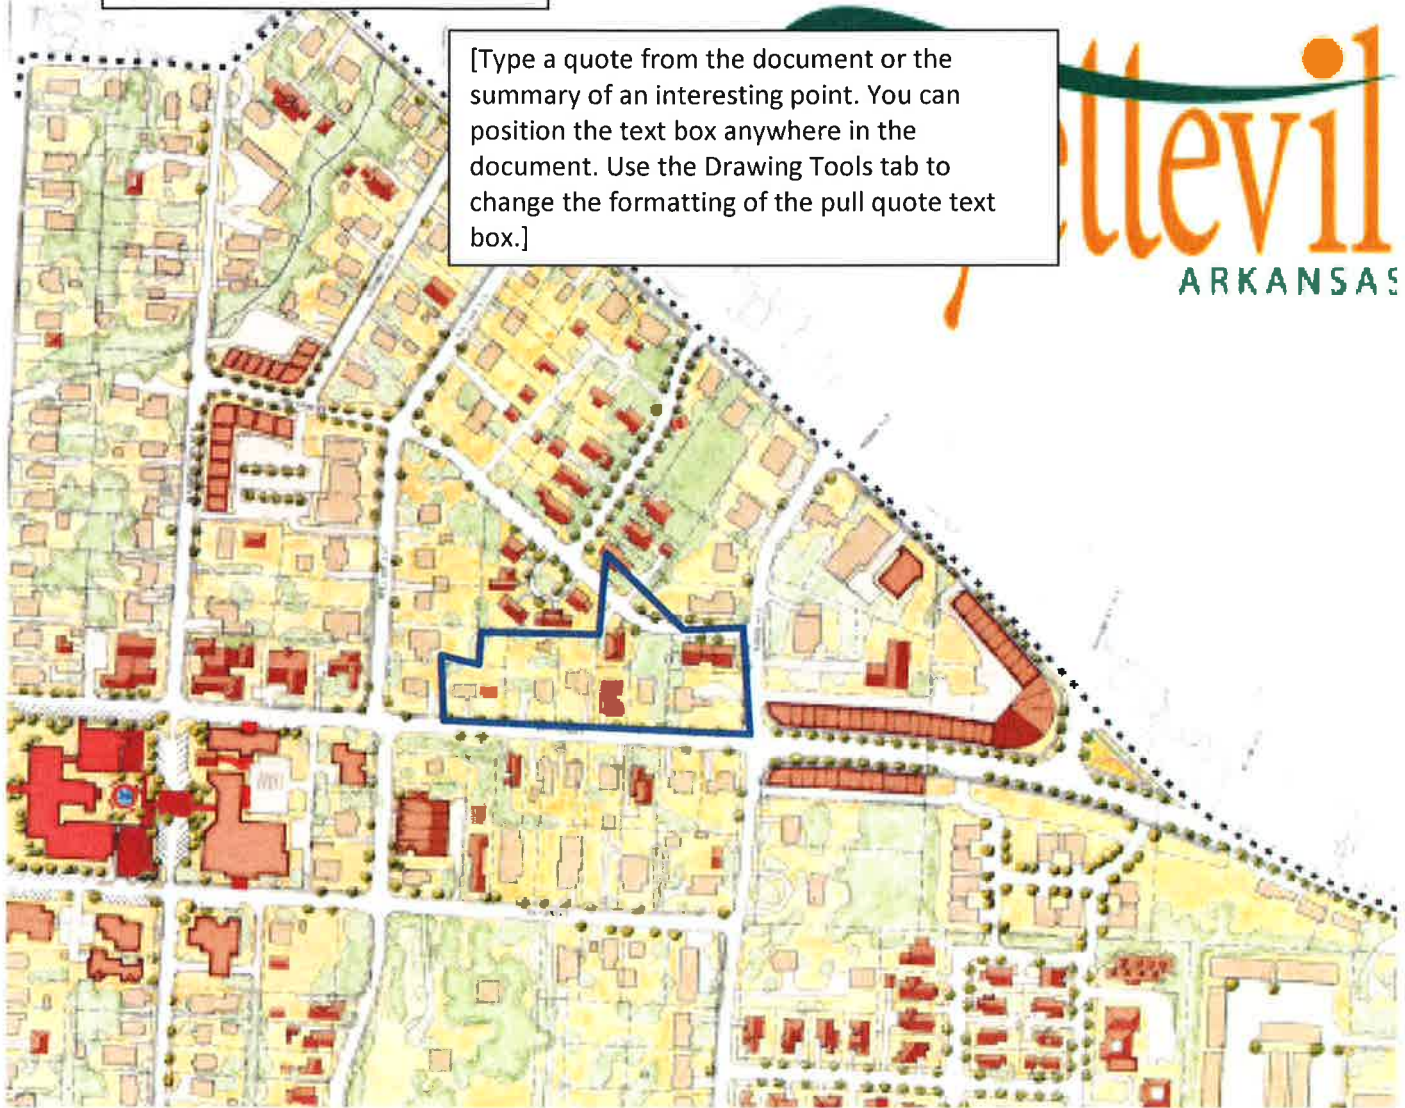 [Type a quote from the document or the
summary of an interesting point. You can
position the text box anywhere in the
document. Use the Drawing Tools tab to
change the formatting of the pull quote text
box.]
ettevil
ARKANSAS